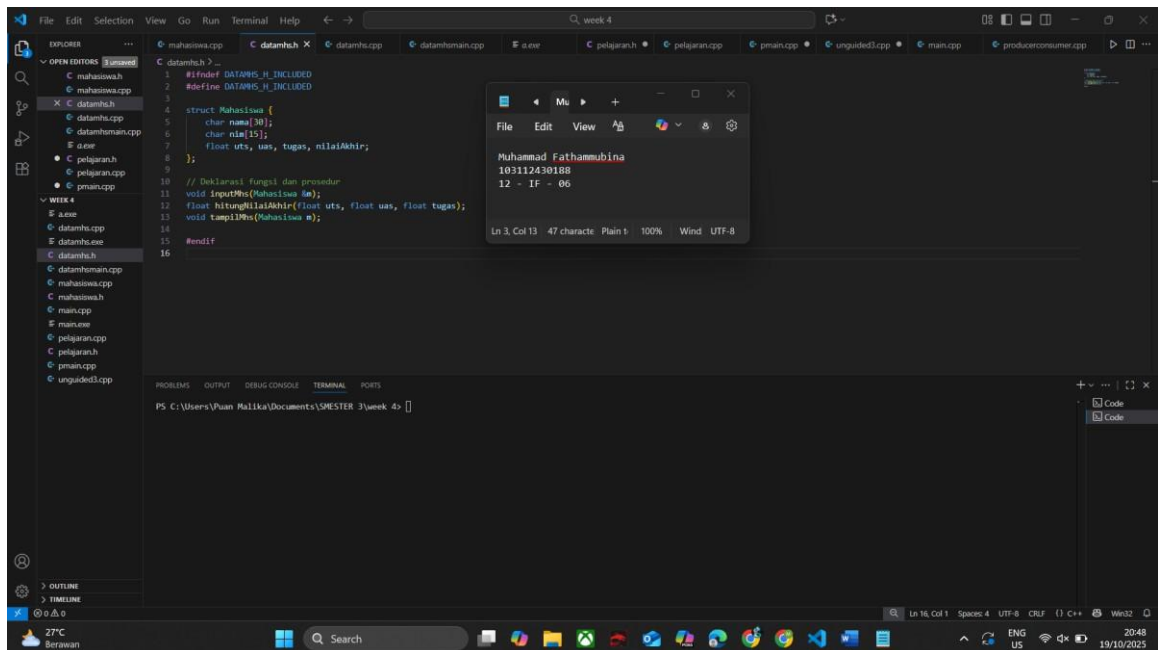 File Edit Selection View Go Run Terminal Help
week 4
EXPLORER
mahasiswa.cpp
datamhs.h
datamhs.cpp
datamhsmain.cpp
a.exe
pelajaran.h
pelajaran.cpp
pmain.cpp
unguided3.cpp
main.cpp
producerconsumer.cpp
OPEN EDITORS 3 unsaved
mahasiswa.h
mahasiswa.cpp
datamhs.h
datamhs.cpp
datamhsmain.cpp
a.exe
pelajaran.h
pelajaran.cpp
pmain.cpp
WEEK 4
a.exe
datamhs.cpp
datamhs.exe
datamhs.h
datamhsmain.cpp
mahasiswa.cpp
mahasiswa.h
main.cpp
main.exe
pelajaran.cpp
pelajaran.h
pmain.cpp
unguided3.cpp
OUTLINE
TIMELINE
datamhs.h > ...
1 #ifndef DATAMHS_H_INCLUDED
2 #define DATAMHS_H_INCLUDED
3
4 struct Mahasiswa {
5 char nama[30];
6 char nim[15];
7 float uts, uas, tugas, nilaiAkhir;
8 };
9
10 // Deklarasi fungsi dan prosedur
11 void inputMhs(Mahasiswa &m);
12 float hitungNilaiAkhir(float uts, float uas, float tugas);
13 void tampilMhs(Mahasiswa m);
14
15 #endif
16
Mu
File Edit View
Muhammad Fathammubina
103112430188
12 - IF - 06
Ln 3, Col 13 47 characte Plain t 100% Wind UTF-8
PROBLEMS OUTPUT DEBUG CONSOLE TERMINAL PORTS
PS C:\Users\Puan Malika\Documents\SMESTER 3\week 4>
Code
Code
0 0
Ln 16, Col 1 Spaces: 4 UTF-8 CRLF {} C++ Win32
27°C
Berawan
Search
ENG
US
20:48
19/10/2025